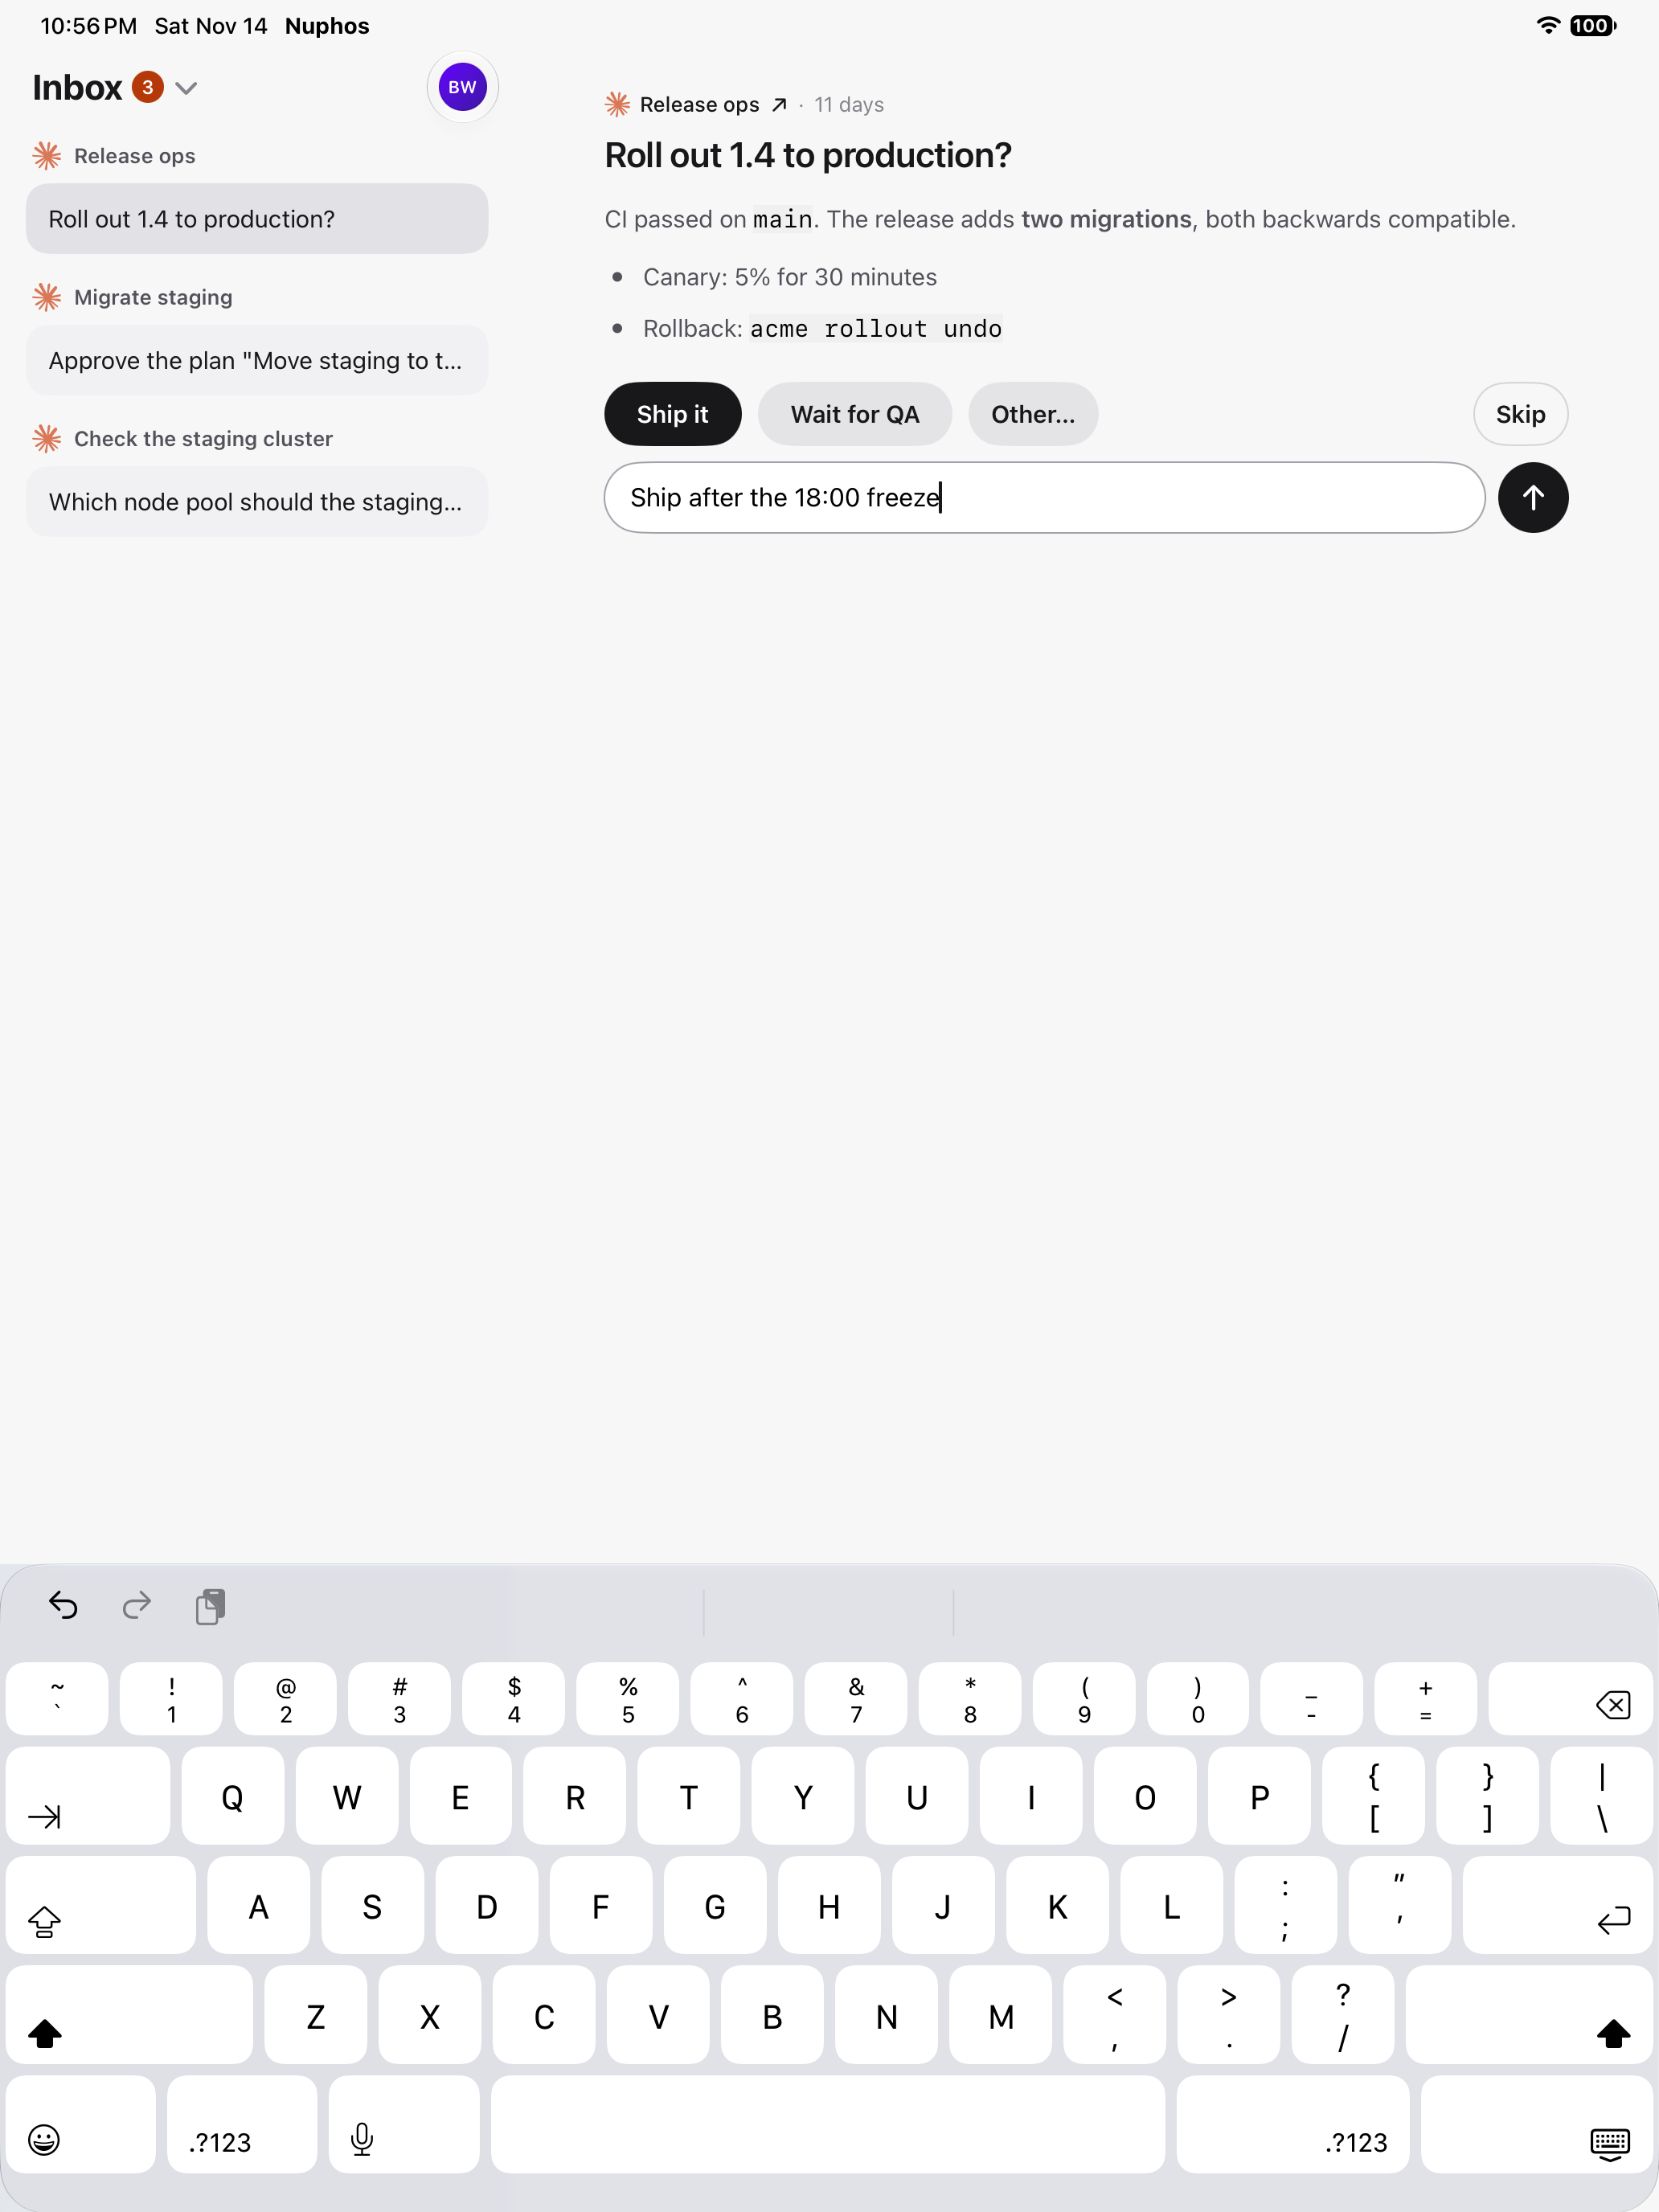 10:56 PM Sat Nov 14 Nuphos
100
Inbox 3
BW
Release ops
Roll out 1.4 to production?
Migrate staging
Approve the plan "Move staging to t...
Check the staging cluster
Which node pool should the staging...
Release ops · 11 days
Roll out 1.4 to production?
CI passed on main. The release adds two migrations, both backwards compatible.
• Canary: 5% for 30 minutes
• Rollback: acme rollout undo
Ship it Wait for QA Other... Skip
Ship after the 18:00 freeze
~ ! @ # $ % ^ & * ( ) _ +
` 1 2 3 4 5 6 7 8 9 0 - =
Q W E R T Y U I O P { } |
[ ] \
A S D F G H J K L : "
; '
Z X C V B N M < > ?
, . /
.?123 .?123